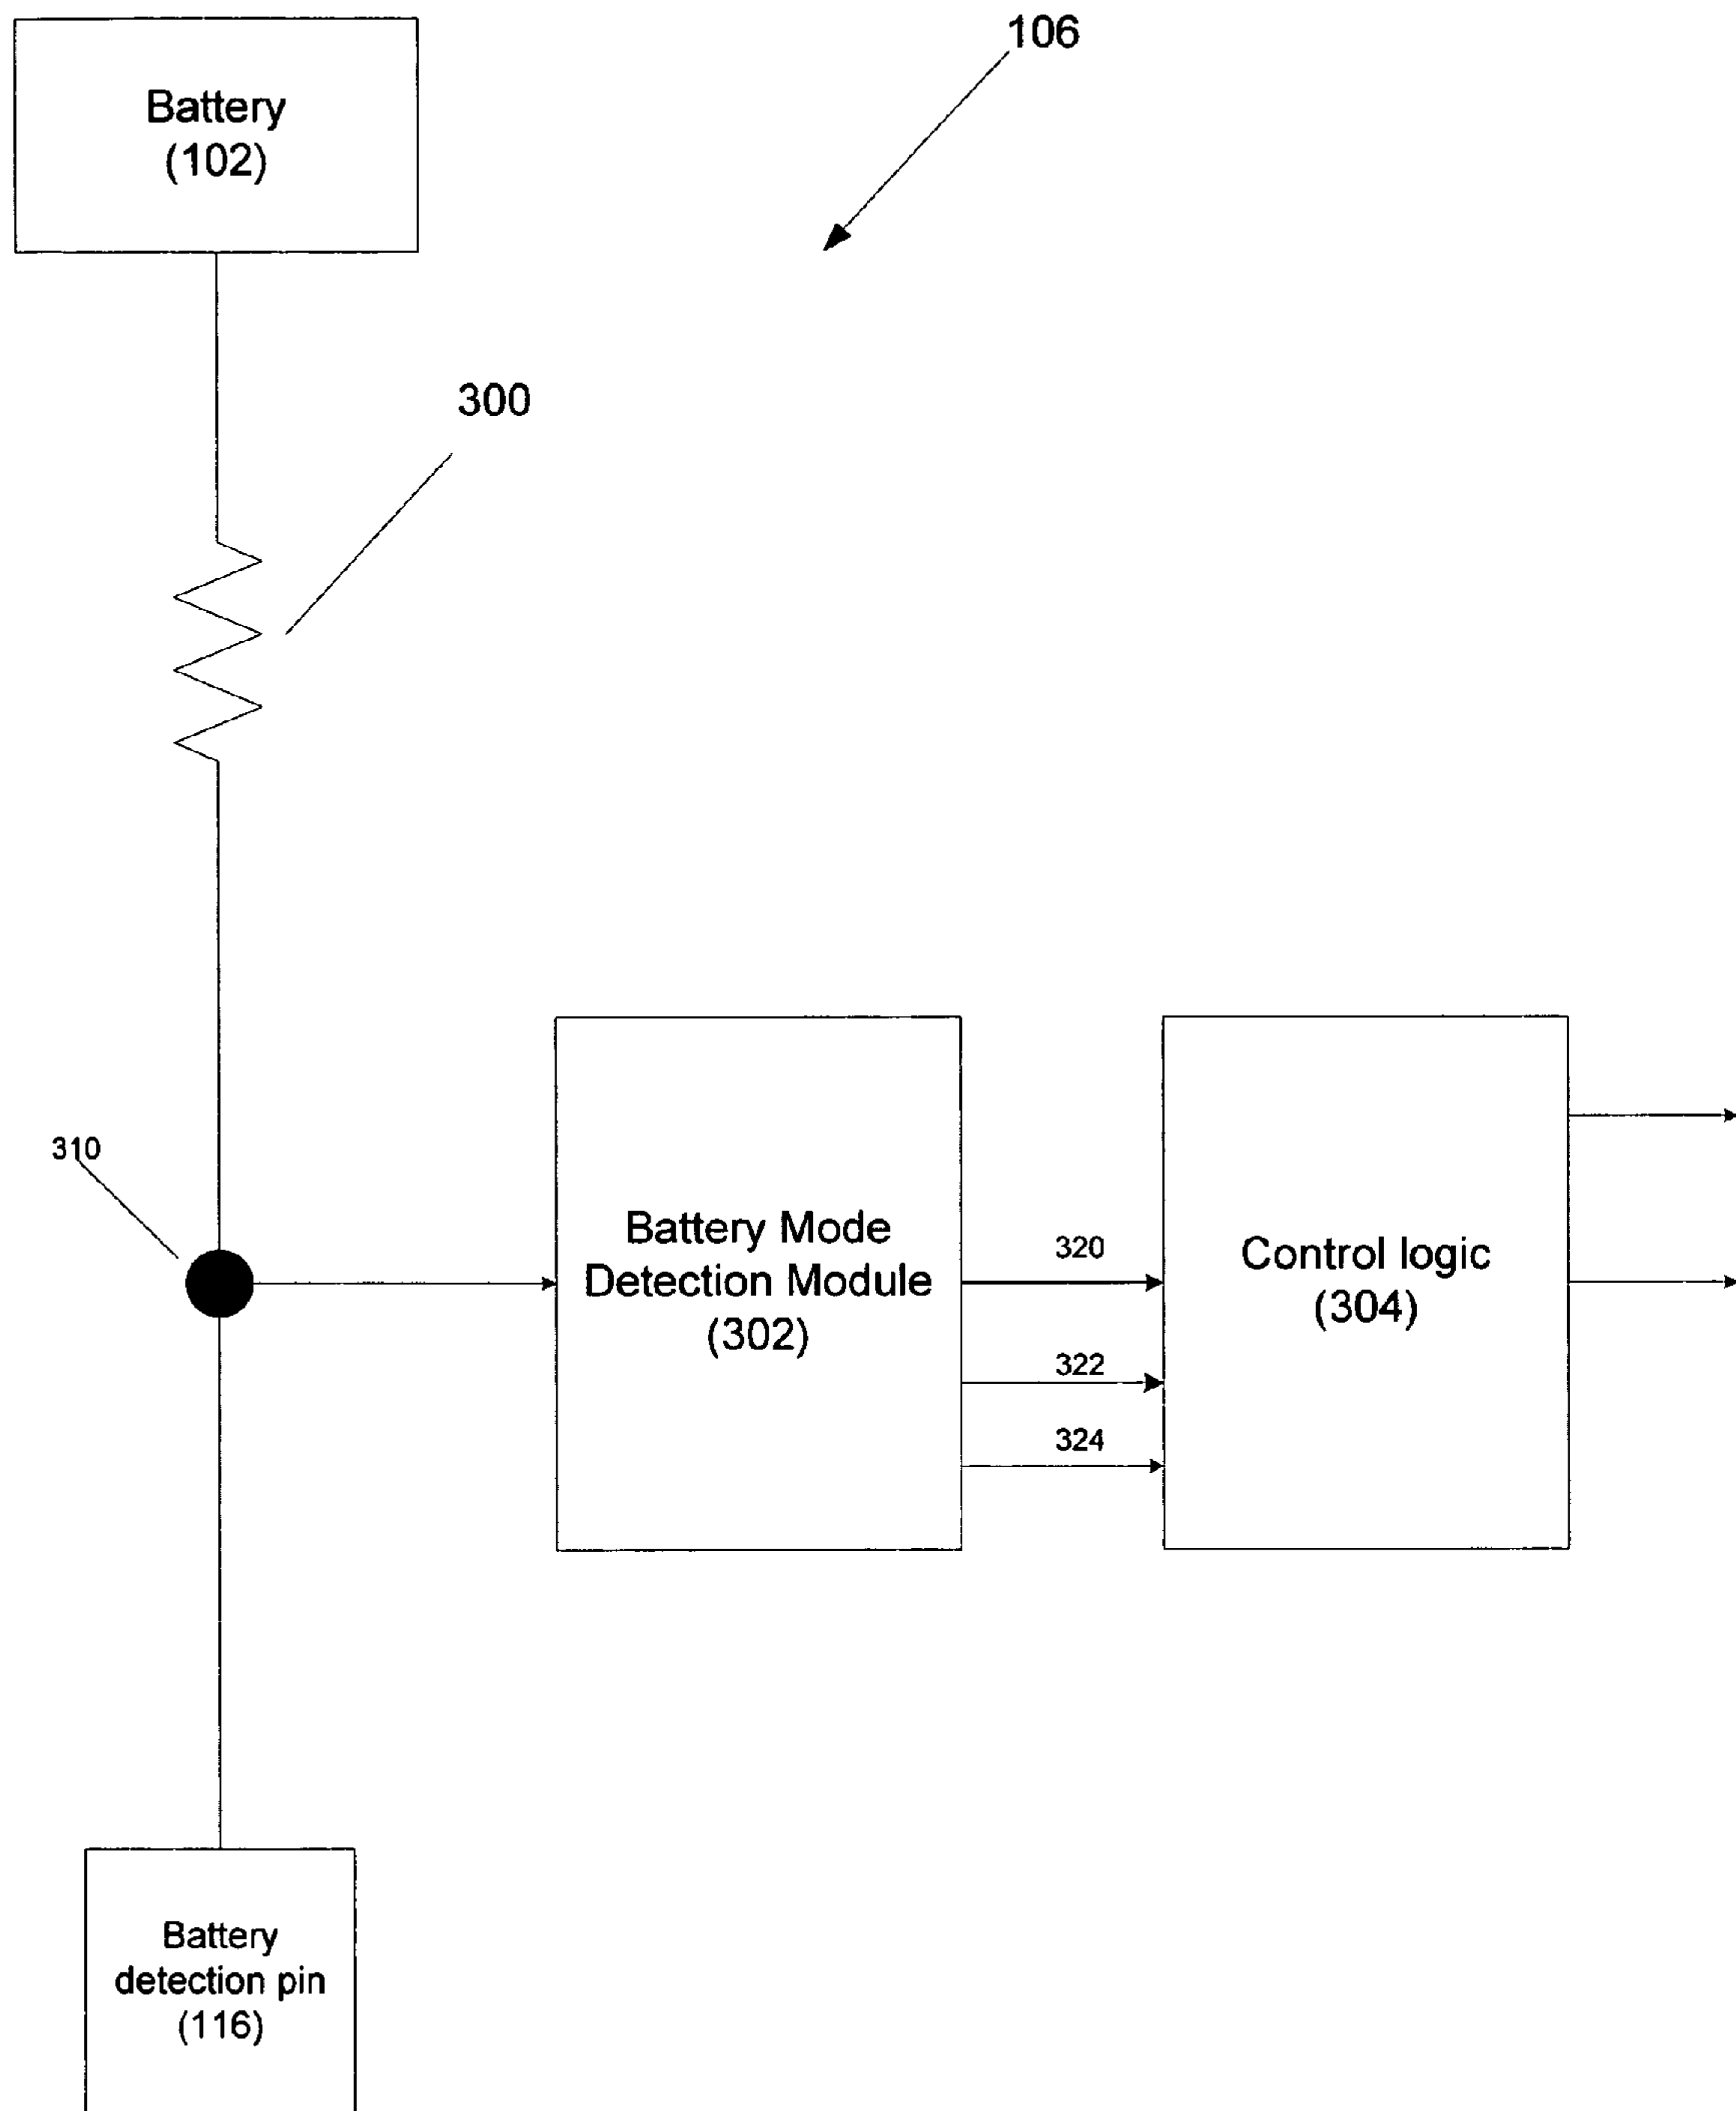 106
Battery
(102)
300
310
Battery Mode
Detection Module
(302)
320
322
324
Control logic
(304)
Battery
detection pin
(116)